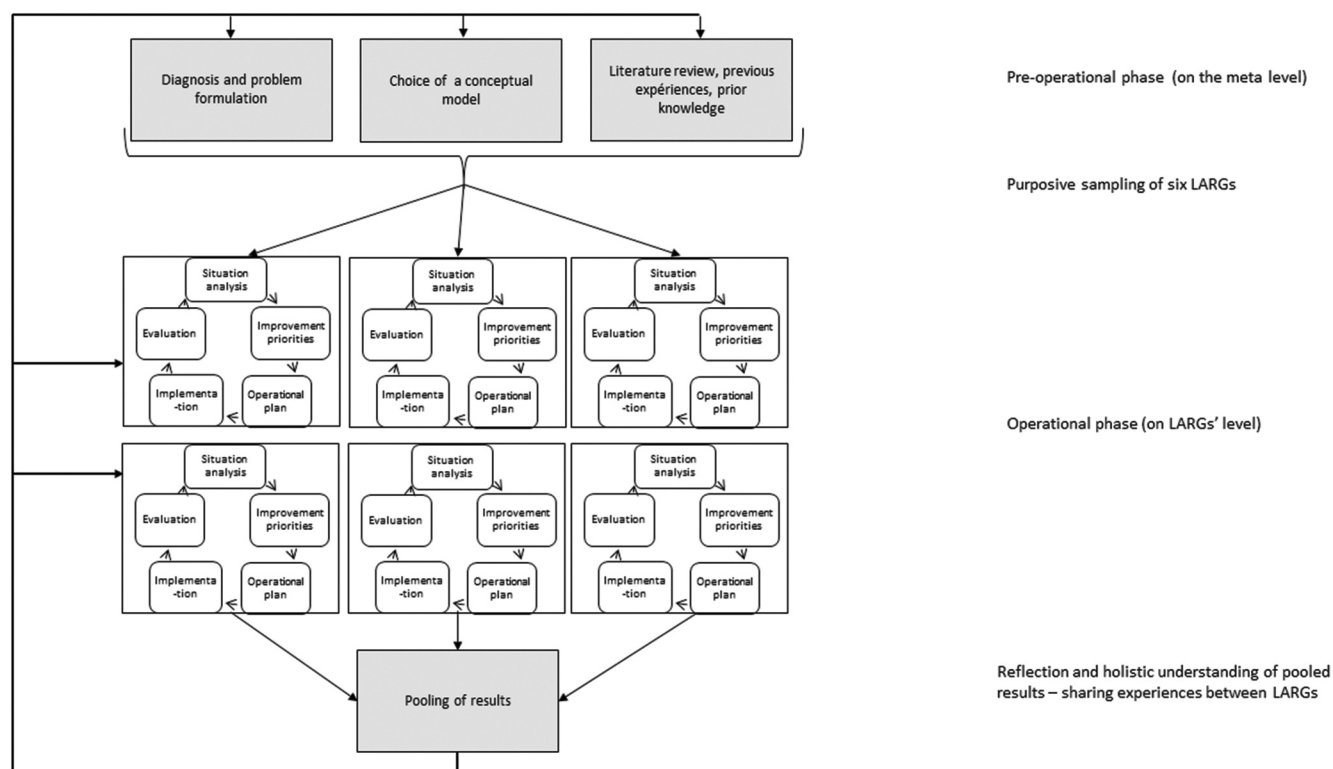 Diagnosis and problem
formulation
Choice of a conceptual
model
Literature review, previous
expériences, prior
knowledge
Pre-operational phase (on the meta level)
Purposive sampling of six LARGs
Situation
analysis
Evaluation
Improvement
priorities
Implementa
-tion
Operational
plan
Situation
analysis
Evaluation
Improvement
priorities
Implementa
-tion
Operational
plan
Situation
analysis
Evaluation
Improvement
priorities
Implementa
-tion
Operational
plan
Operational phase (on LARGs' level)
Situation
analysis
Evaluation
Improvement
priorities
Implementa
-tion
Operational
plan
Situation
analysis
Evaluation
Improvement
priorities
Implementa
-tion
Operational
plan
Situation
analysis
Evaluation
Improvement
priorities
Implementa
-tion
Operational
plan
Pooling of results
Reflection and holistic understanding of pooled
results – sharing experiences between LARGs